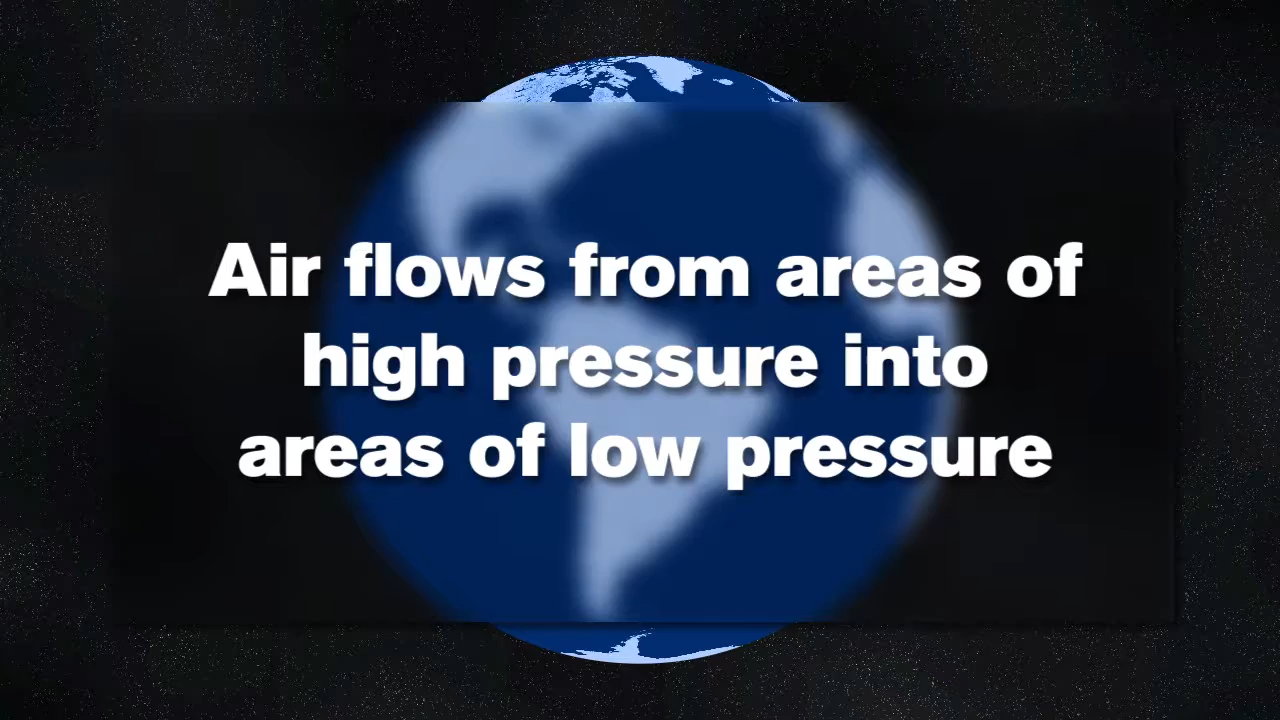 Air flows from areas of
high pressure into
areas of low pressure